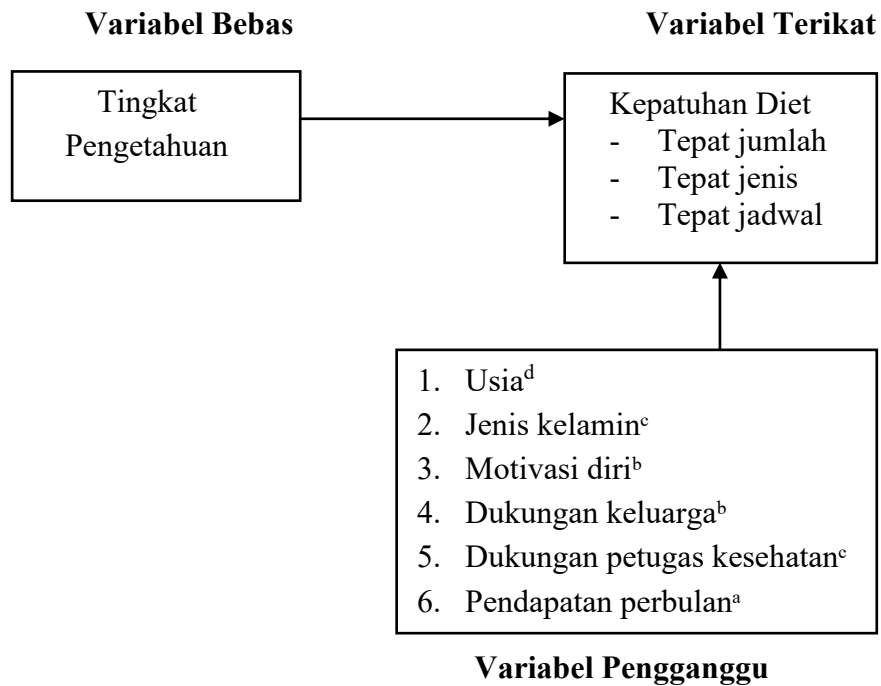 Variabel Bebas
Variabel Terikat
Tingkat
Pengetahuan
Kepatuhan Diet
- Tepat jumlah
- Tepat jenis
- Tepat jadwal
1. Usiaᵈ
2. Jenis kelaminᶜ
3. Motivasi diriᵇ
4. Dukungan keluargaᵇ
5. Dukungan petugas kesehatanᶜ
6. Pendapatan perbulanᵃ
Variabel Pengganggu